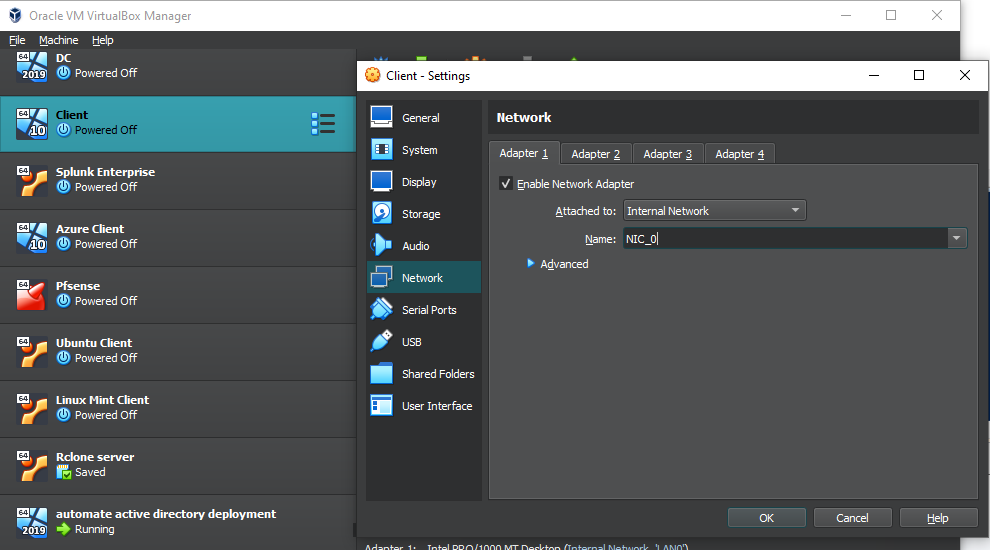 Oracle VM VirtualBox Manager
File Machine Help
64 2019 DC
Powered Off
64 10 Client
Powered Off
64 Splunk Enterprise
Powered Off
64 10 Azure Client
Powered Off
64 Pfsense
Powered Off
64 Ubuntu Client
Powered Off
64 Linux Mint Client
Powered Off
64 Rclone server
Saved
64 2019 automate active directory deployment
Running
Client - Settings
General
System
Display
Storage
Audio
Network
Serial Ports
USB
Shared Folders
User Interface
Network
Adapter 1 Adapter 2 Adapter 3 Adapter 4
Enable Network Adapter
Attached to: Internal Network
Name: NIC_0
Advanced
OK Cancel Help
Adapter 1: Intel PRO/1000 MT Desktop (Internal Network, 'LAN0')